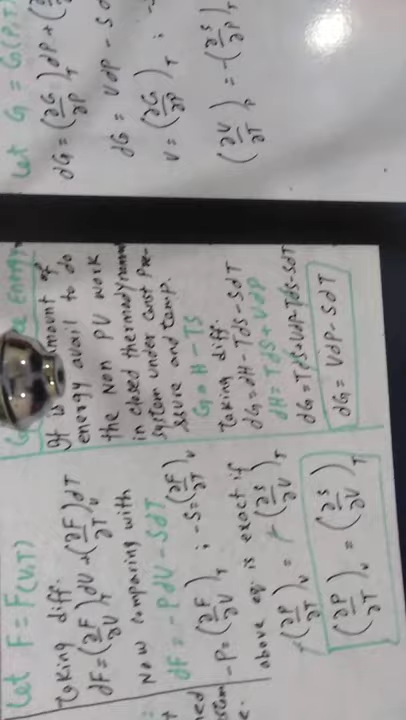 Let F = F(V,T)
Taking diff.
dF = (∂F/∂V)_T dV + (∂F/∂T)_V dT
Now comparing with
dF = -PdV - SdT
-P = (∂F/∂V)_T ; -S = (∂F/∂T)_V
above eq. is exact if
(∂P/∂T)_V = (∂S/∂V)_T
(∂P/∂T)_V = (∂S/∂V)_T
Energy
It is amount of
energy avail to do
the Non PV work
in closed thermodynamic
system under const Pre-
ssure and temp.
G = H - TS
Taking diff.
dG = dH - TdS - SdT
dH = TdS + VdP
dG = TdS + VdP - TdS - SdT
dG = VdP - SdT
Let G = G(P,T)
dG = (∂G/∂P)_T dP + (
dG = VdP - S
V = (∂G/∂P)_T ; -
(∂V/∂T)_P = -(∂S/∂P)_T